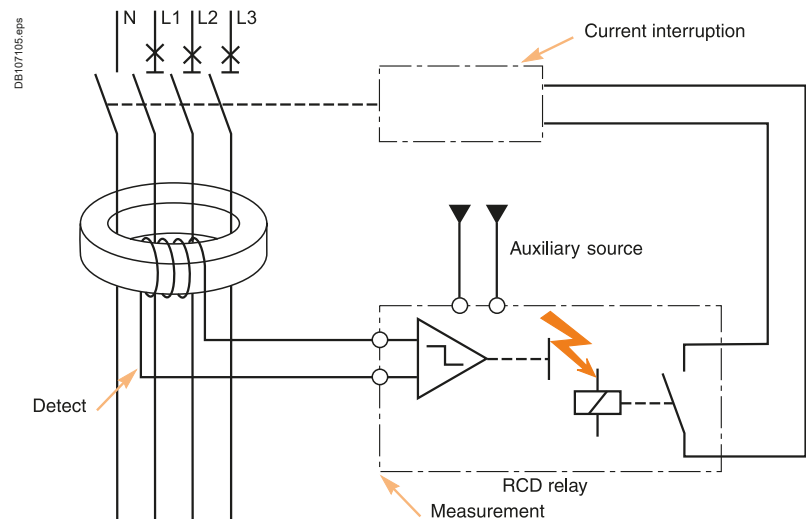 DB107105.eps
N L1 L2 L3
Current interruption
Auxiliary source
Detect
RCD relay
Measurement